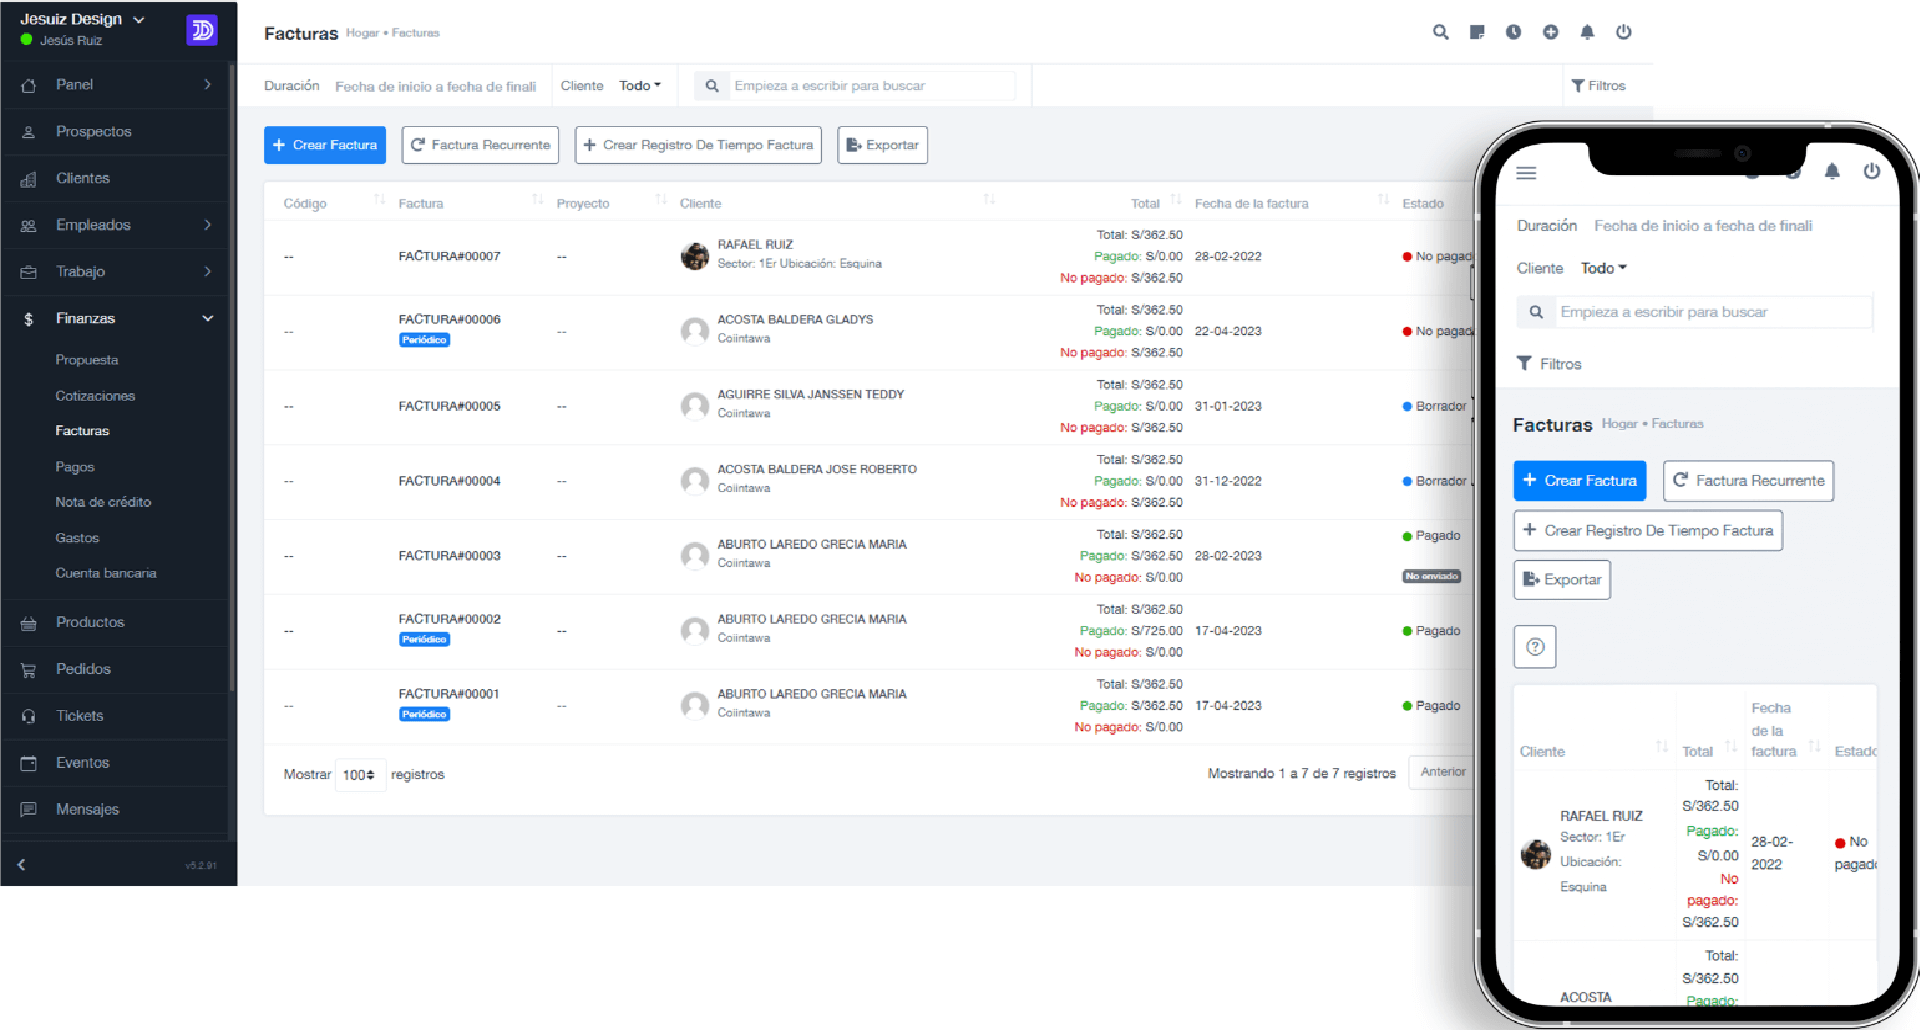 Jesuiz Design
Jesús Ruiz
Panel
Prospectos
Clientes
Empleados
Trabajo
Finanzas
Propuesta
Cotizaciones
Facturas
Pagos
Nota de crédito
Gastos
Cuenta bancaria
Productos
Pedidos
Tickets
Eventos
Mensajes
v5.2.91
Facturas Hogar • Facturas
Duración Fecha de inicio a fecha de finali Cliente Todo Empieza a escribir para buscar Filtros
+ Crear Factura Factura Recurrente + Crear Registro De Tiempo Factura Exportar
Código Factura Proyecto Cliente Total Fecha de la factura Estado
-- FACTURA#00007 -- RAFAEL RUIZ
Sector: 1Er Ubicación: Esquina
Total: S/362.50
Pagado: S/0.00 28-02-2022 No pagad
No pagado: S/362.50
-- FACTURA#00006 -- ACOSTA BALDERA GLADYS
Periódico Coiintawa
Total: S/362.50
Pagado: S/0.00 22-04-2023 No pagad
No pagado: S/362.50
-- FACTURA#00005 -- AGUIRRE SILVA JANSSEN TEDDY
Coiintawa
Total: S/362.50
Pagado: S/0.00 31-01-2023 Borrador
No pagado: S/362.50
-- FACTURA#00004 -- ACOSTA BALDERA JOSE ROBERTO
Coiintawa
Total: S/362.50
Pagado: S/0.00 31-12-2022 Borrador
No pagado: S/362.50
-- FACTURA#00003 -- ABURTO LAREDO GRECIA MARIA
Coiintawa
Total: S/362.50 Pagado
Pagado: S/362.50 28-02-2023
No pagado: S/0.00 No enviado
-- FACTURA#00002 -- ABURTO LAREDO GRECIA MARIA
Periódico Coiintawa
Total: S/362.50
Pagado: S/725.00 17-04-2023 Pagado
No pagado: S/0.00
-- FACTURA#00001 -- ABURTO LAREDO GRECIA MARIA
Periódico Coiintawa
Total: S/362.50
Pagado: S/362.50 17-04-2023 Pagado
No pagado: S/0.00
Mostrar 100 registros Mostrando 1 a 7 de 7 registros Anterior
Duración Fecha de inicio a fecha de finali
Cliente Todo
Empieza a escribir para buscar
Filtros
Facturas Hogar • Facturas
+ Crear Factura Factura Recurrente
+ Crear Registro De Tiempo Factura
Exportar
?
Cliente Total Fecha
de la
factura Estado
RAFAEL RUIZ
Sector: 1Er
Ubicación:
Esquina
Total:
S/362.50
Pagado:
S/0.00
No
pagado:
S/362.50
28-02-
2022
No
pagad
ACOSTA
Total:
S/362.50
Pagado: